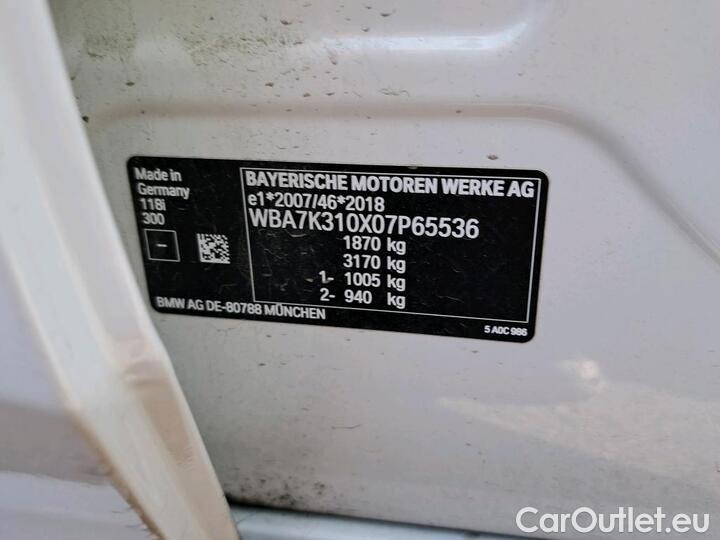 Made in
Germany
118i
300
-
BMW AG DE-80788 MÜNCHEN
BAYERISCHE MOTOREN WERKE AG
e1*2007/46*2018
WBA7K310X07P65536
1870 kg
3170 kg
1- 1005 kg
2- 940 kg
5 A0C 986
CarOutlet.eu